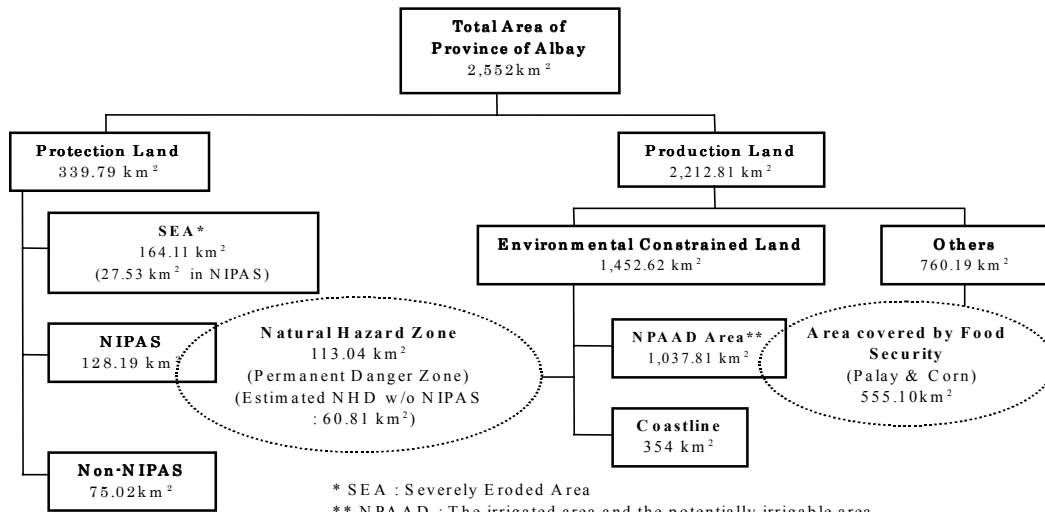 Total Area of
Province of Albay
2,552km²
Protection Land
339.79 km²
Production Land
2,212.81 km²
SEA*
164.11 km²
(27.53 km² in NIPAS)
Environmental Constrained Land
1,452.62 km²
Others
760.19 km²
NIPAS
128.19 km²
Natural Hazard Zone
113.04 km²
(Permanent Danger Zone)
(Estimated NHD w/o NIPAS
: 60.81 km²)
NPAAD Area**
1,037.81 km²
Area covered by Food
Security
(Palay & Corn)
555.10km²
Coastline
354 km²
Non-NIPAS
75.02km²
* SEA : Severely Eroded Area
** NPAAD : The irrigated area and the potentially irrigable area